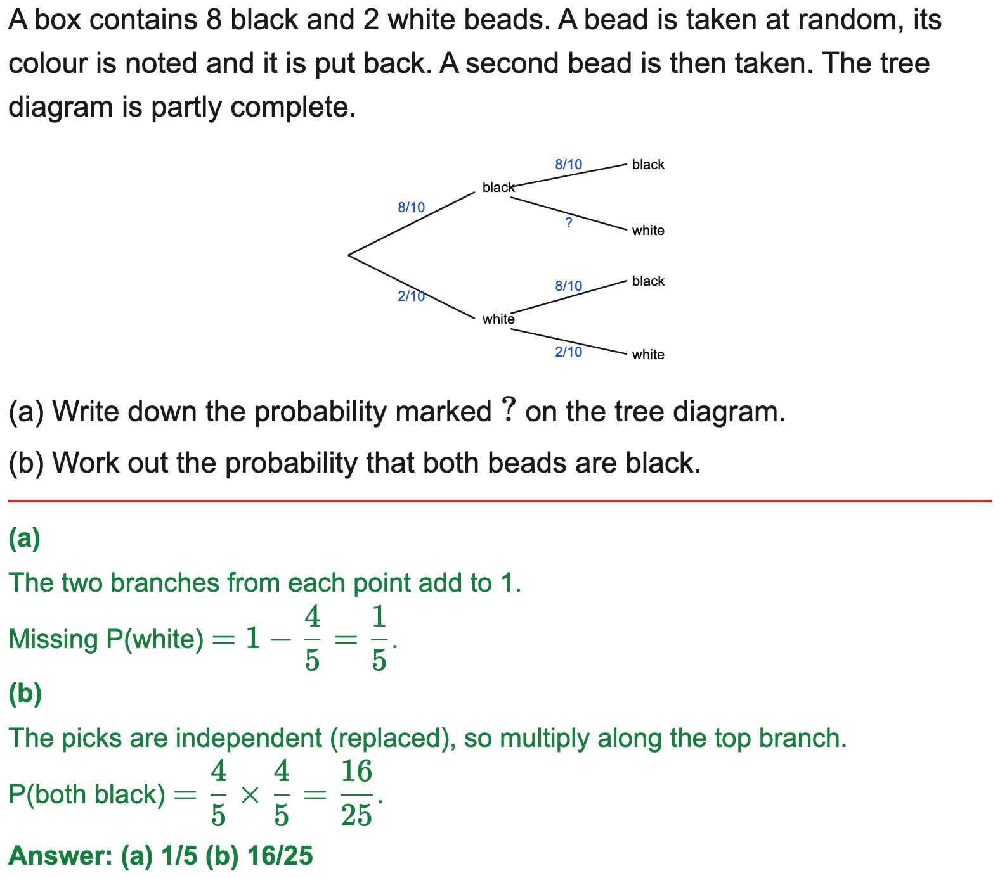 A box contains 8 black and 2 white beads. A bead is taken at random, its
colour is noted and it is put back. A second bead is then taken. The tree
diagram is partly complete.
8/10 black
black
8/10
? white
8/10 black
2/10
white
2/10 white
(a) Write down the probability marked ? on the tree diagram.
(b) Work out the probability that both beads are black.
(a)
The two branches from each point add to 1.
Missing P(white) = 1 − 4/5 = 1/5.
(b)
The picks are independent (replaced), so multiply along the top branch.
P(both black) = 4/5 × 4/5 = 16/25.
Answer: (a) 1/5 (b) 16/25